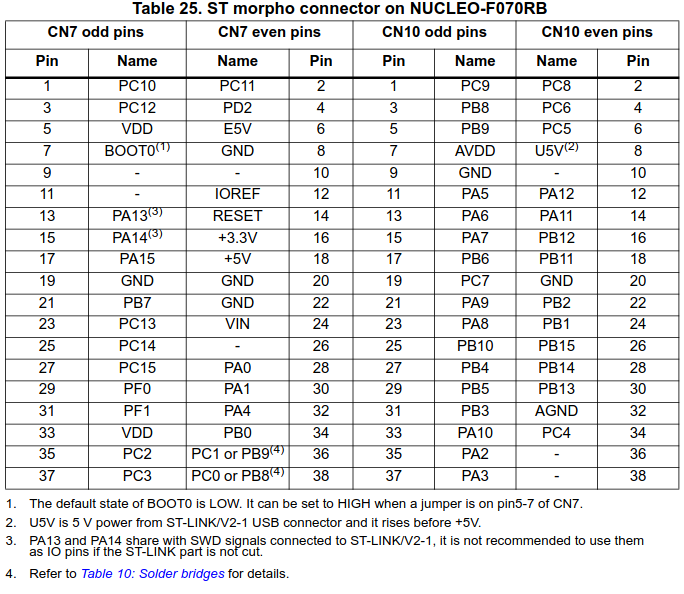 Table 25. ST morpho connector on NUCLEO-F070RB
CN7 odd pins CN7 even pins CN10 odd pins CN10 even pins
Pin Name Name Pin Pin Name Name Pin
1 PC10 PC11 2 1 PC9 PC8 2
3 PC12 PD2 4 3 PB8 PC6 4
5 VDD E5V 6 5 PB9 PC5 6
7 BOOT0(1) GND 8 7 AVDD U5V(2) 8
9 - - 10 9 GND - 10
11 - IOREF 12 11 PA5 PA12 12
13 PA13(3) RESET 14 13 PA6 PA11 14
15 PA14(3) +3.3V 16 15 PA7 PB12 16
17 PA15 +5V 18 17 PB6 PB11 18
19 GND GND 20 19 PC7 GND 20
21 PB7 GND 22 21 PA9 PB2 22
23 PC13 VIN 24 23 PA8 PB1 24
25 PC14 - 26 25 PB10 PB15 26
27 PC15 PA0 28 27 PB4 PB14 28
29 PF0 PA1 30 29 PB5 PB13 30
31 PF1 PA4 32 31 PB3 AGND 32
33 VDD PB0 34 33 PA10 PC4 34
35 PC2 PC1 or PB9(4) 36 35 PA2 - 36
37 PC3 PC0 or PB8(4) 38 37 PA3 - 38
1. The default state of BOOT0 is LOW. It can be set to HIGH when a jumper is on pin5-7 of CN7.
2. U5V is 5 V power from ST-LINK/V2-1 USB connector and it rises before +5V.
3. PA13 and PA14 share with SWD signals connected to ST-LINK/V2-1, it is not recommended to use them
as IO pins if the ST-LINK part is not cut.
4. Refer to Table 10: Solder bridges for details.